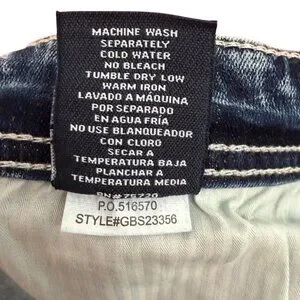 MACHINE WASH
SEPARATELY
COLD WATER
NO BLEACH
TUMBLE DRY LOW
WARM IRON
LAVADO A MÁQUINA
POR SEPARADO
EN AGUA FRÍA
NO USE BLANQUEADOR
CON CLORO
SECAR A
TEMPERATURA BAJA
PLANCHAR A
TEMPERATURA MEDIA
P.O.516570
STYLE#GBS23356